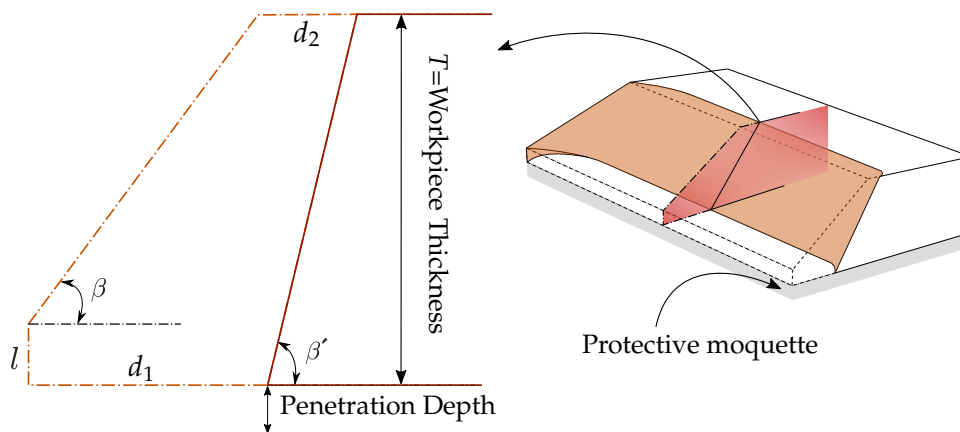 d₂
T=Workpiece Thickness
β
l
d₁
β′
Penetration Depth
Protective moquette